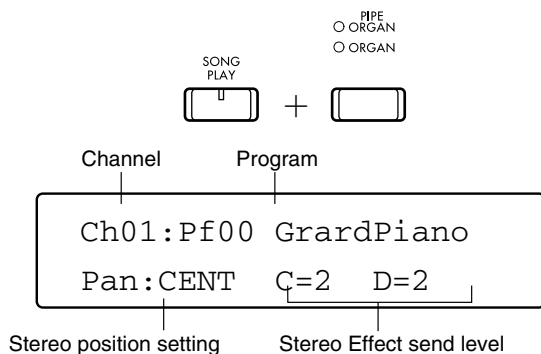 PIPE
ORGAN
ORGAN
SONG
PLAY
+
Channel Program
Ch01:Pf00 GrardPiano
Pan:CENT C=2 D=2
Stereo position setting Stereo Effect send level